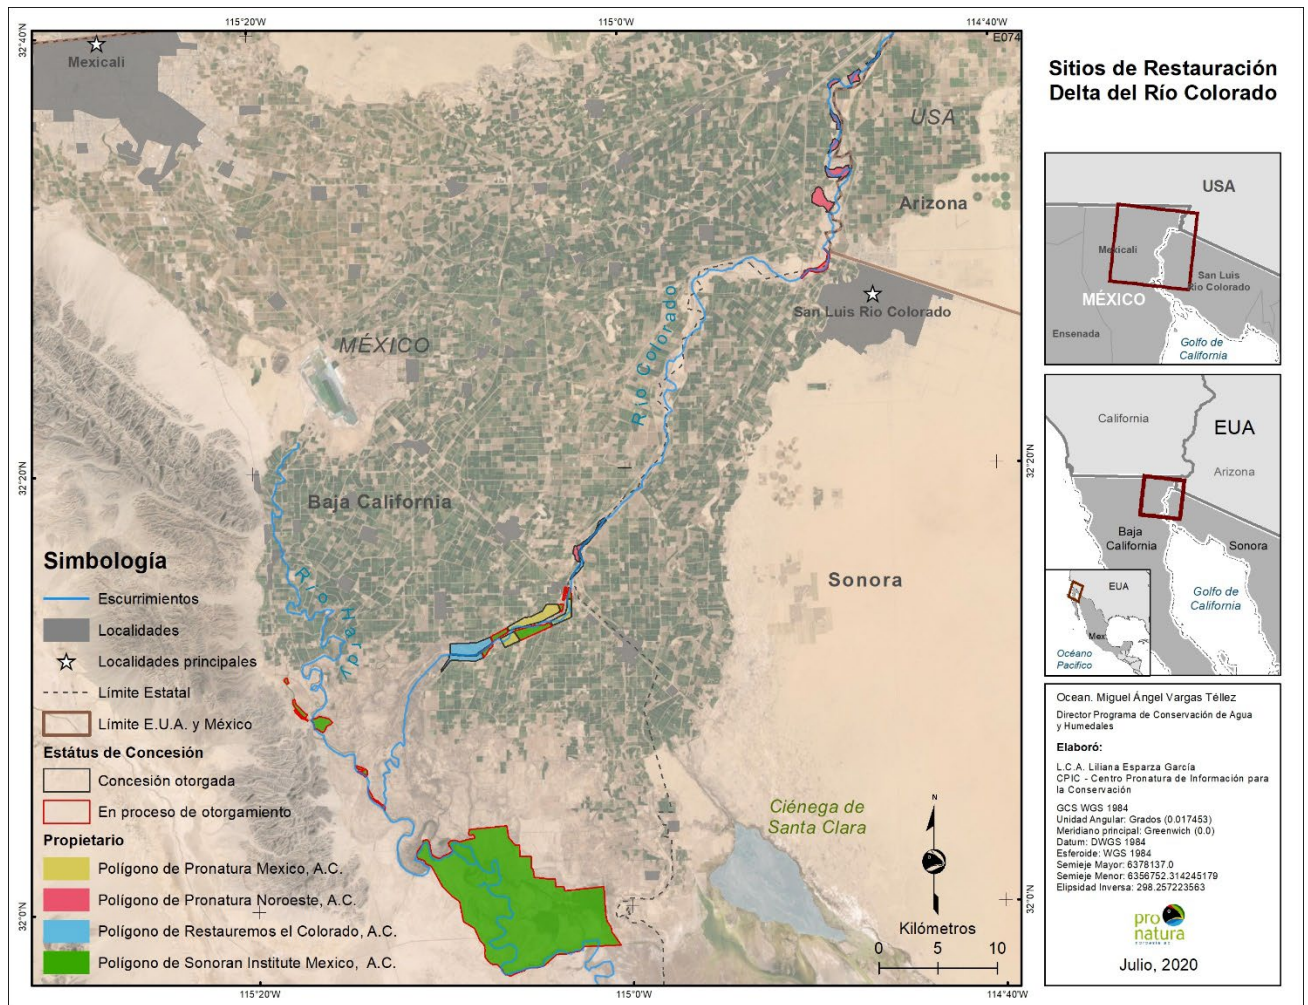 115°20'W
115°0'W
114°40'W
E074
32°40'N
32°40'N
Mexicali
USA
Arizona
San Luis Rio Colorado
MÉXICO
Río Colorado
32°20'N
32°20'N
Baja California
Río Hardy
Sonora
Ciénega de
Santa Clara
32°0'N
32°0'N
N
Kilómetros
0 5 10
115°20'W
115°0'W
114°40'W
Simbología
Escurrimientos
Localidades
Localidades principales
Límite Estatal
Límite E.U.A. y México
Estátus de Concesión
Concesión otorgada
En proceso de otorgamiento
Propietario
Polígono de Pronatura Mexico, A.C.
Polígono de Pronatura Noroeste, A.C.
Polígono de Restauremos el Colorado, A.C.
Polígono de Sonoran Institute Mexico, A.C.
Sitios de Restauración
Delta del Río Colorado
USA
Mexicali
San Luis
Rio Colorado
MÉXICO
Ensenada
Golfo de
California
California
EUA
Arizona
Baja
California
Sonora
Golfo de
California
EUA
Mex
Océano
Pacifico
Ocean. Miguel Ángel Vargas Téllez
Director Programa de Conservación de Agua
y Humedales
Elaboró:
L.C.A. Liliana Esparza García
CPIC - Centro Pronatura de Información para
la Conservación
GCS WGS 1984
Unidad Angular: Grados (0.017453)
Meridiano principal: Greenwich (0.0)
Datum: DWGS 1984
Esferoide: WGS 1984
Semieje Mayor: 6378137.0
Semieje Menor: 6356752.314245179
Elipsidad Inversa: 298.257223563
pro
natura
Julio, 2020